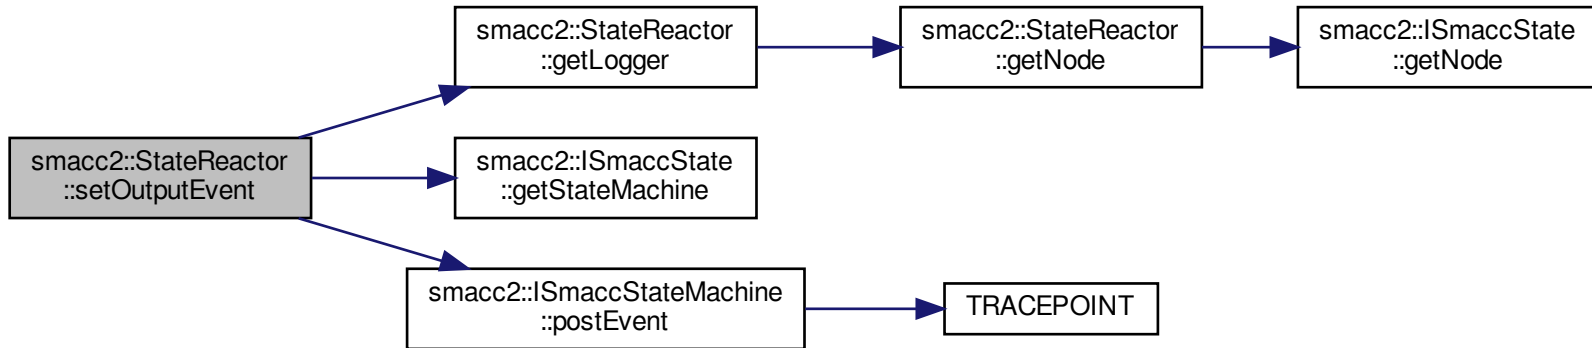 smacc2::StateReactor
::setOutputEvent
smacc2::StateReactor
::getLogger
smacc2::StateReactor
::getNode
smacc2::ISmaccState
::getNode
smacc2::ISmaccState
::getStateMachine
smacc2::ISmaccStateMachine
::postEvent
TRACEPOINT